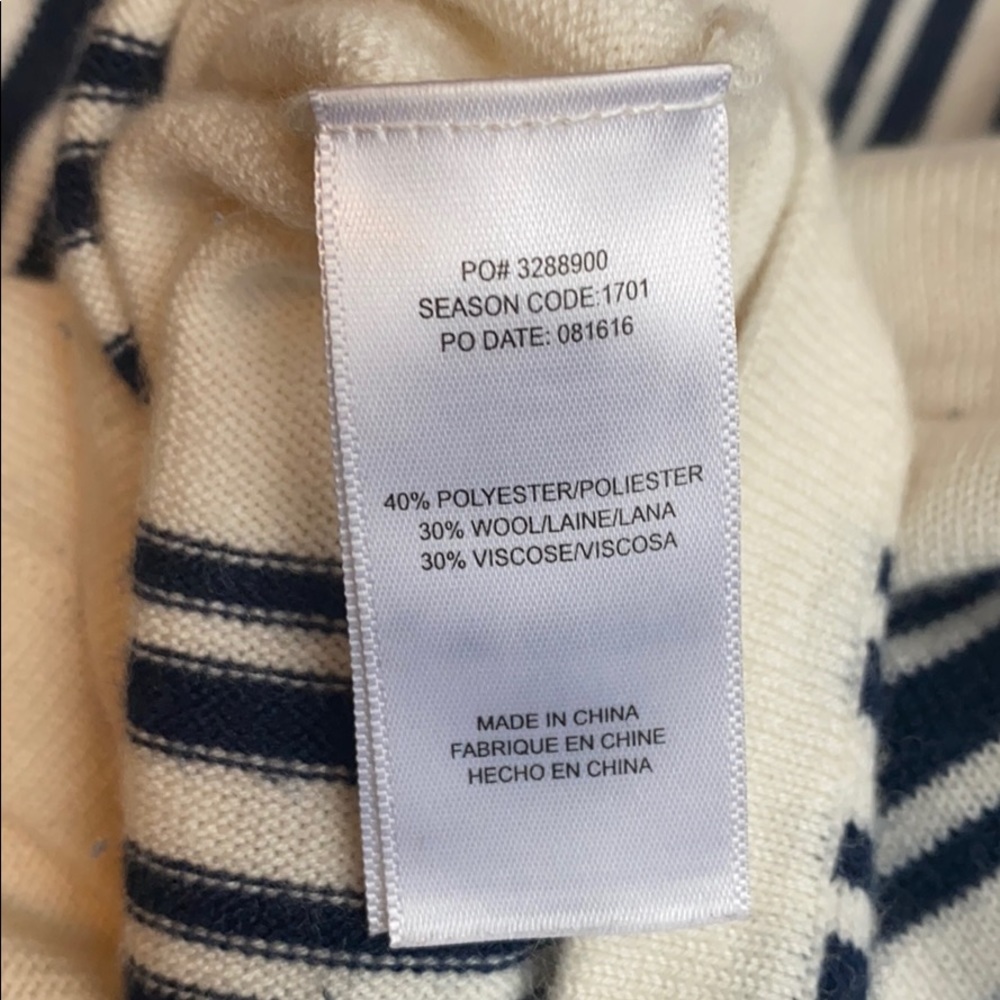 PO# 3288900
SEASON CODE:1701
PO DATE: 081616
40% POLYESTER/POLIESTER
30% WOOL/LAINE/LANA
30% VISCOSE/VISCOSA
MADE IN CHINA
FABRIQUE EN CHINE
HECHO EN CHINA